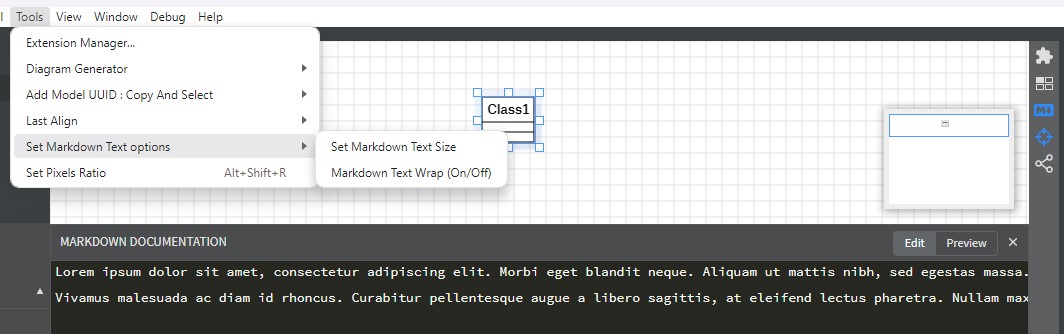 Tools View Window Debug Help
Extension Manager...
Diagram Generator
Add Model UUID : Copy And Select
Last Align
Set Markdown Text options
Set Pixels Ratio Alt+Shift+R
Set Markdown Text Size
Markdown Text Wrap (On/Off)
Class1
M
MARKDOWN DOCUMENTATION
Edit Preview
Lorem ipsum dolor sit amet, consectetur adipiscing elit. Morbi eget blandit neque. Aliquam ut mattis nibh, sed egestas massa.
Vivamus malesuada ac diam id rhoncus. Curabitur pellentesque augue a libero sagittis, at eleifend lectus pharetra. Nullam max